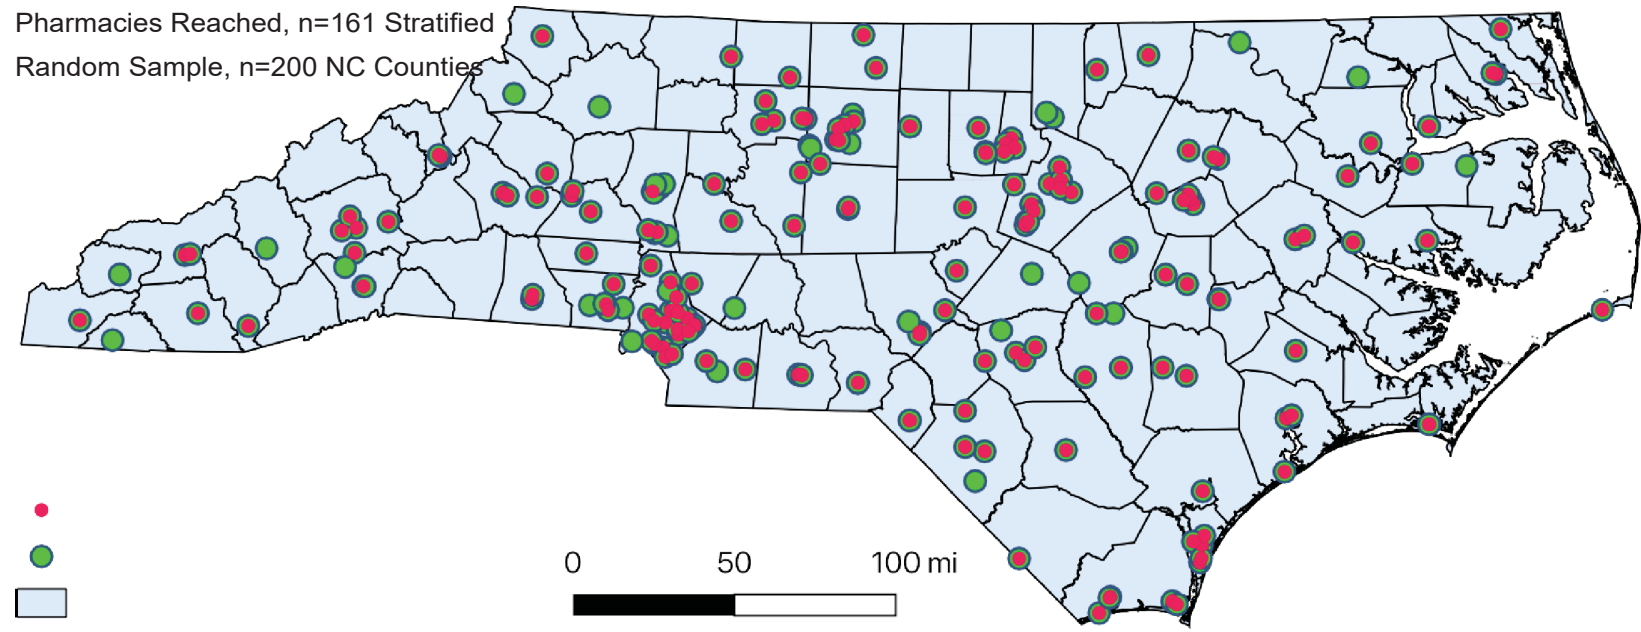 Pharmacies Reached, n=161 Stratified
Random Sample, n=200 NC Counties
0 50 100 mi